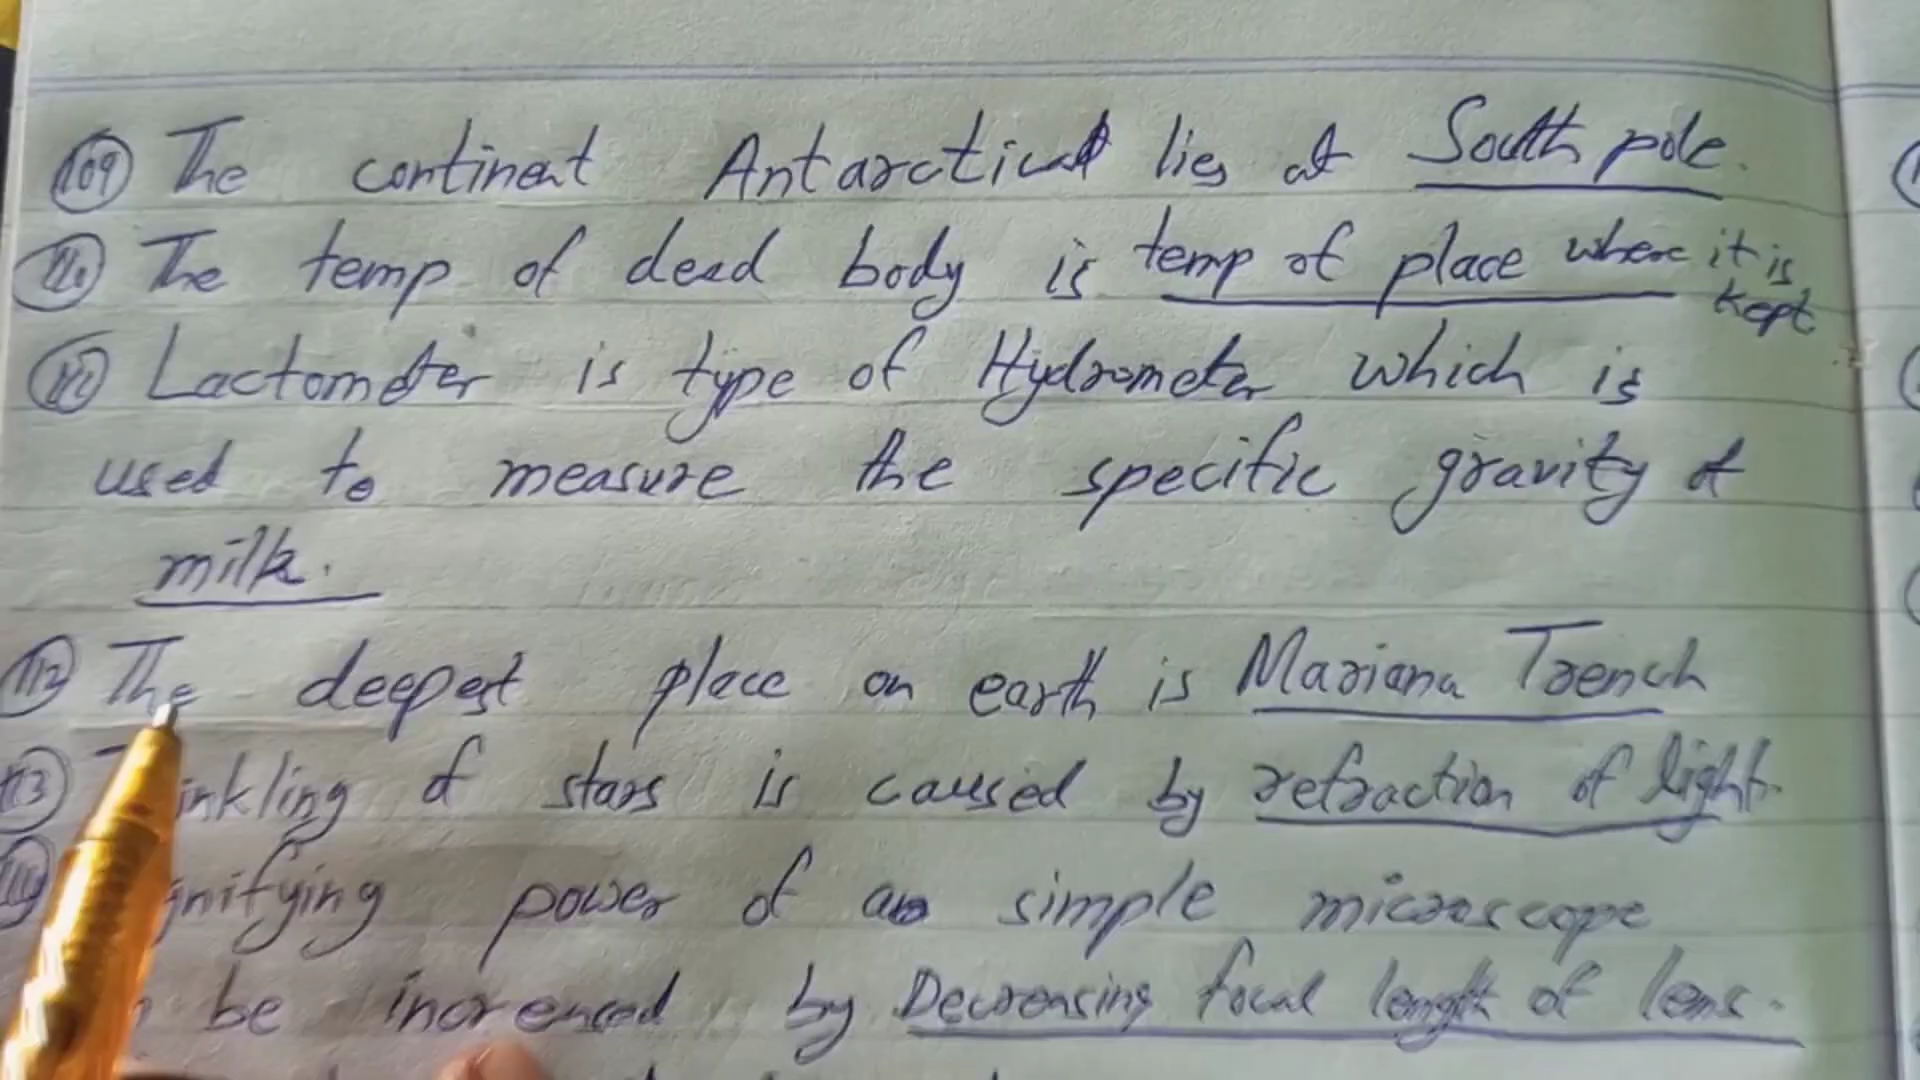 109 The continent Antarctica lies at South pole.
110 The temp of dead body is temp of place where it is
kept
111 Lactometer is type of Hydrometer which is
used to measure the specific gravity of
milk.
112 The deepest place on earth is Mariana Trench
113 inkling of stars is caused by refraction of light.
114 gnifying power of a simple microscope
be increased by Decreasing focal length of lens.